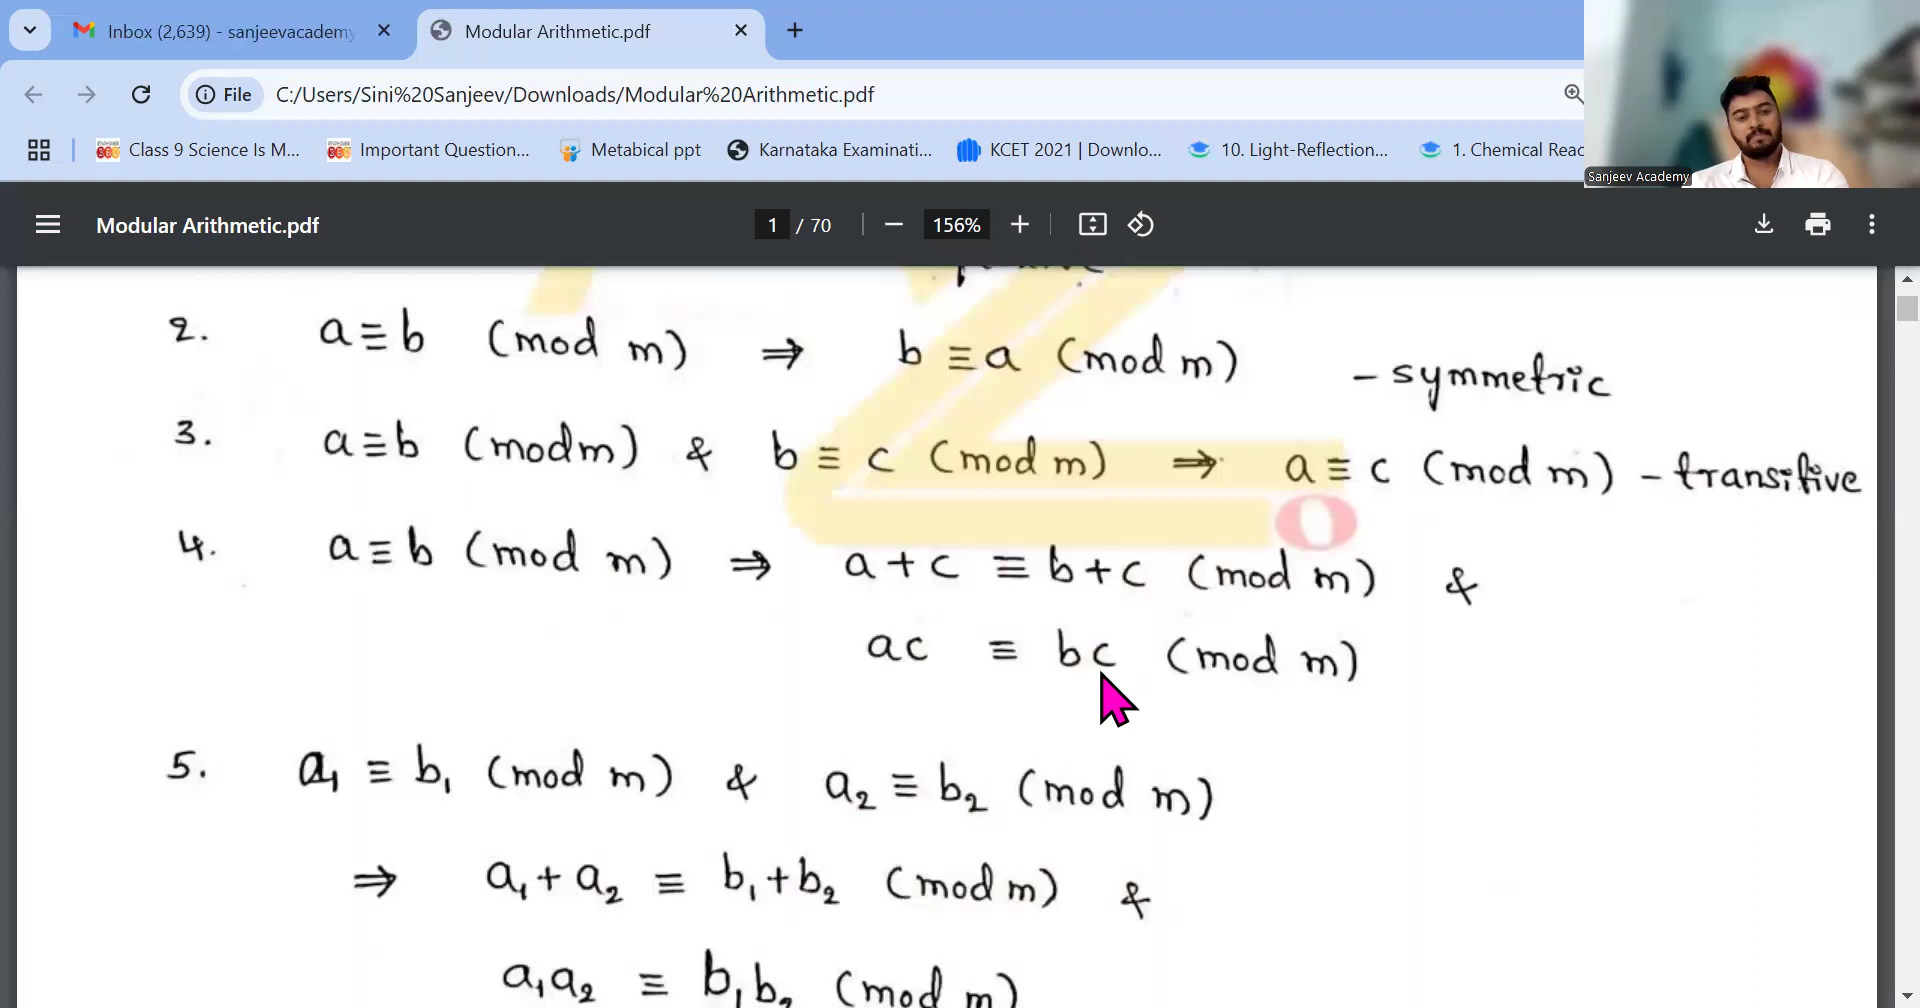 Inbox (2,639) - sanjeevacademy
Modular Arithmetic.pdf
File C:/Users/Sini%20Sanjeev/Downloads/Modular%20Arithmetic.pdf
Class 9 Science Is M... Important Question... Metabical ppt Karnataka Examinati... KCET 2021 | Downlo... 10. Light-Reflection... 1. Chemical Reac
Sanjeev Academy
Modular Arithmetic.pdf 1 / 70 156%
2. a ≡ b (mod m) ⇒ b ≡ a (mod m) - symmetric
3. a ≡ b (mod m) & b ≡ c (mod m) ⇒ a ≡ c (mod m) - transitive
4. a ≡ b (mod m) ⇒ a + c ≡ b + c (mod m) &
ac ≡ bc (mod m)
5. a₁ ≡ b₁ (mod m) & a₂ ≡ b₂ (mod m)
⇒ a₁ + a₂ ≡ b₁ + b₂ (mod m) &
a₁a₂ ≡ b₁b₂ (mod m)